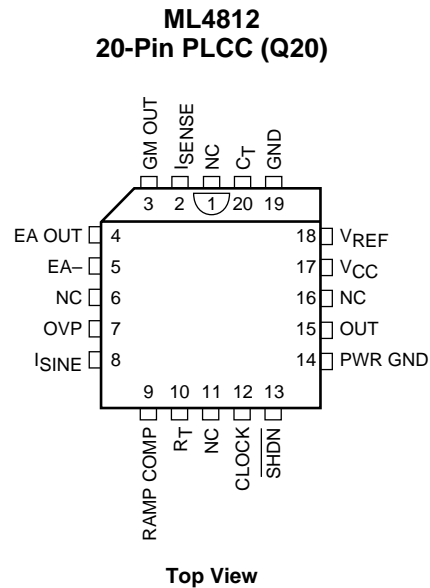 ML4812
20-Pin PLCC (Q20)
GM OUT
ISENSE
NC
CT
GND
3 2 1 20 19
EA OUT 4
EA– 5
NC 6
OVP 7
ISINE 8
18 VREF
17 VCC
16 NC
15 OUT
14 PWR GND
9 10 11 12 13
RAMP COMP
RT
NC
CLOCK
SHDN
Top View